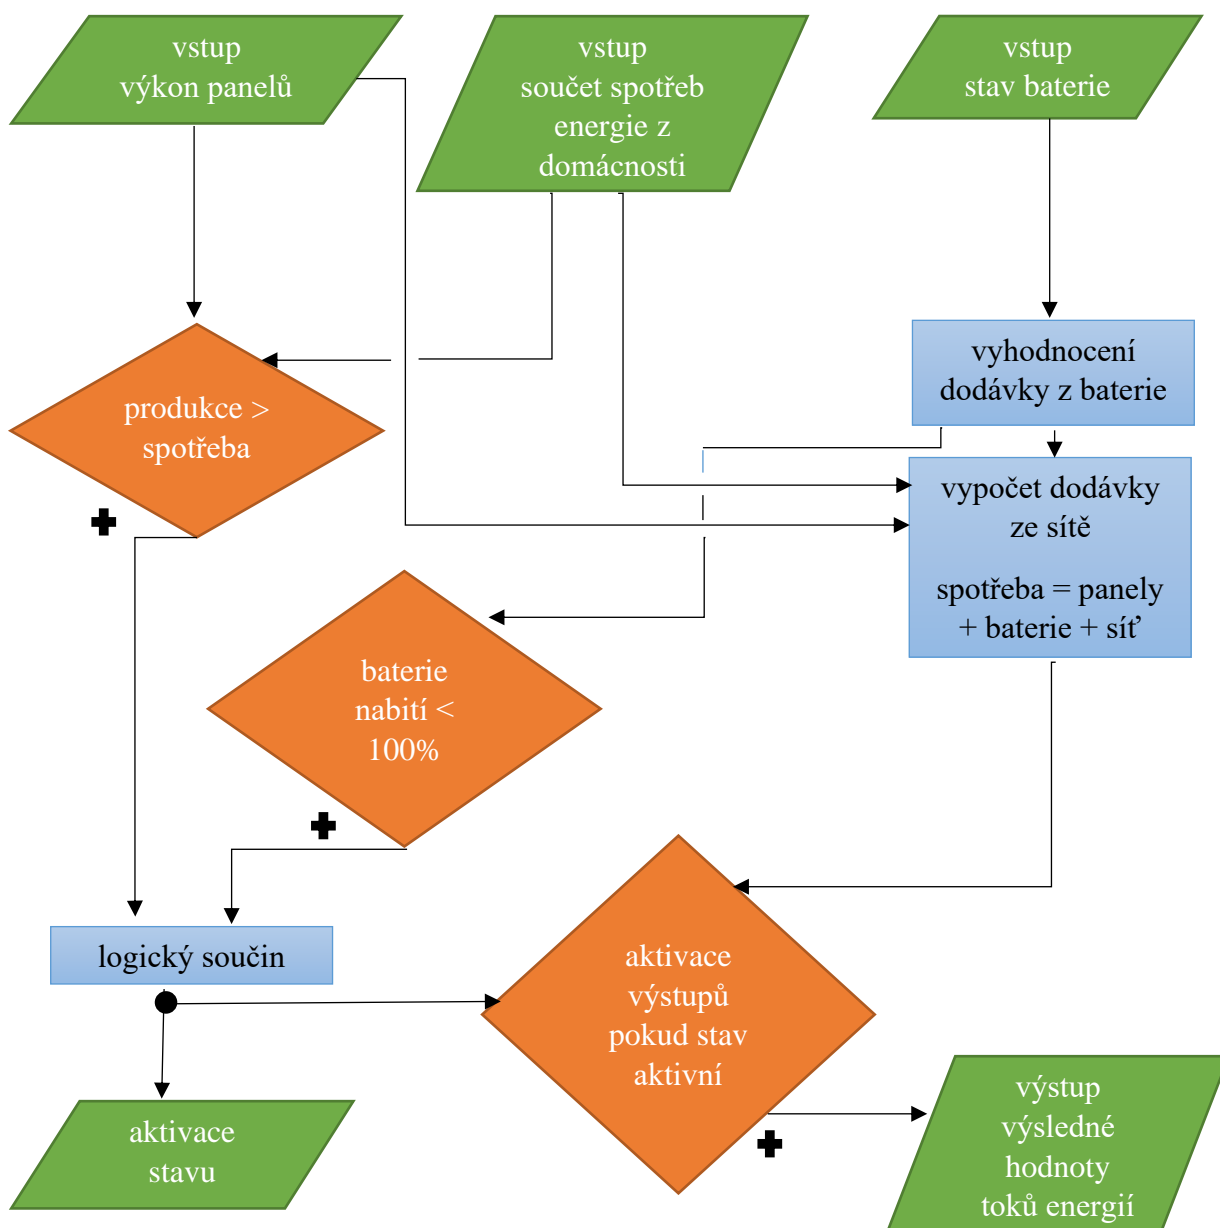 vstup
výkon panelů
vstup
součet spotřeb
energie z
domácnosti
vstup
stav baterie
vyhodnocení
dodávky z baterie
produkce >
spotřeba
vypočet dodávky
ze sítě
spotřeba = panely
+ baterie + síť
baterie
nabití <
100%
logický součin
aktivace
výstupů
pokud stav
aktivní
aktivace
stavu
výstup
výsledné
hodnoty
toků energií